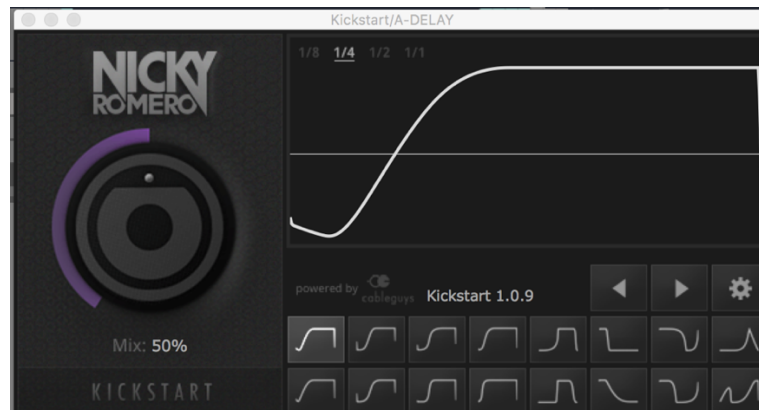 Kickstart/A-DELAY
NICKY
ROMERO
1/8 1/4 1/2 1/1
powered by cableguys Kickstart 1.0.9
Mix: 50%
KICKSTART